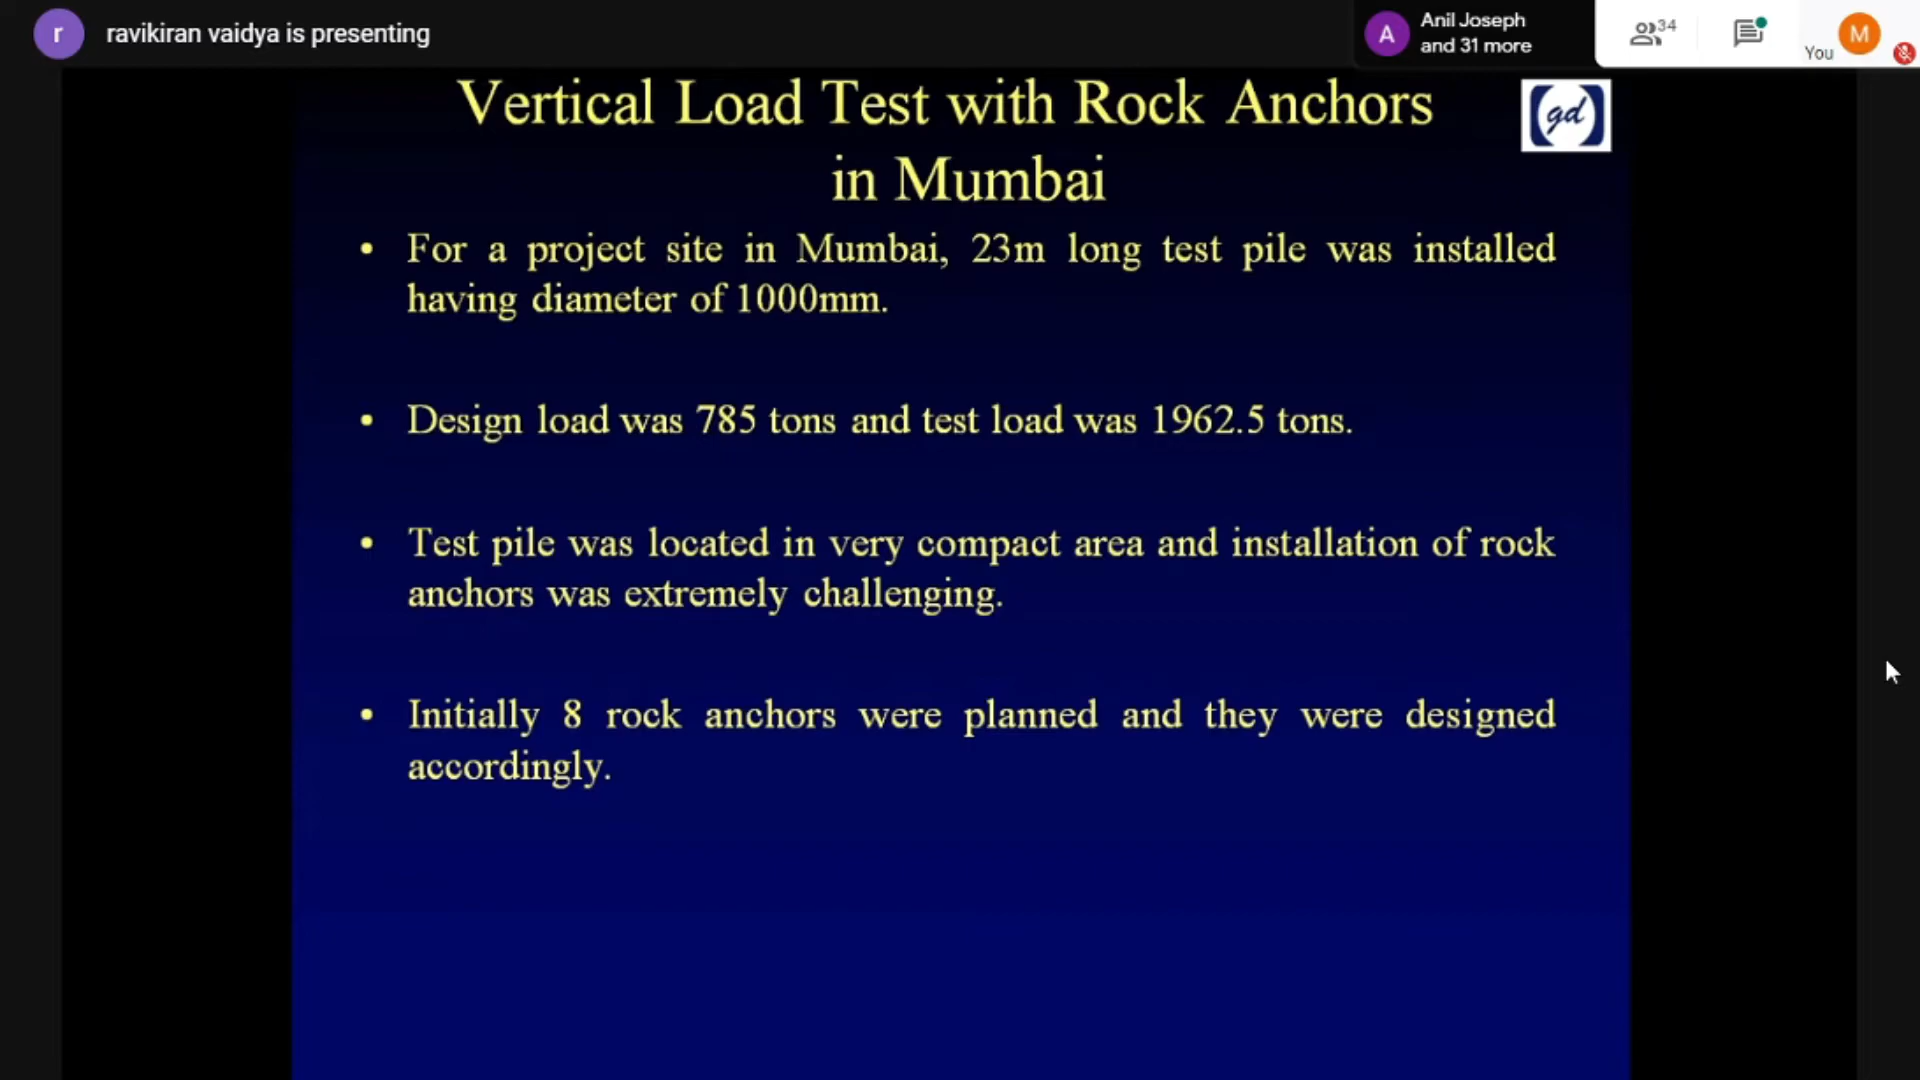 r
ravikiran vaidya is presenting
A
Anil Joseph
and 31 more
34
You
M
Vertical Load Test with Rock Anchors
in Mumbai
gd
• For a project site in Mumbai, 23m long test pile was installed
having diameter of 1000mm.
• Design load was 785 tons and test load was 1962.5 tons.
• Test pile was located in very compact area and installation of rock
anchors was extremely challenging.
• Initially 8 rock anchors were planned and they were designed
accordingly.